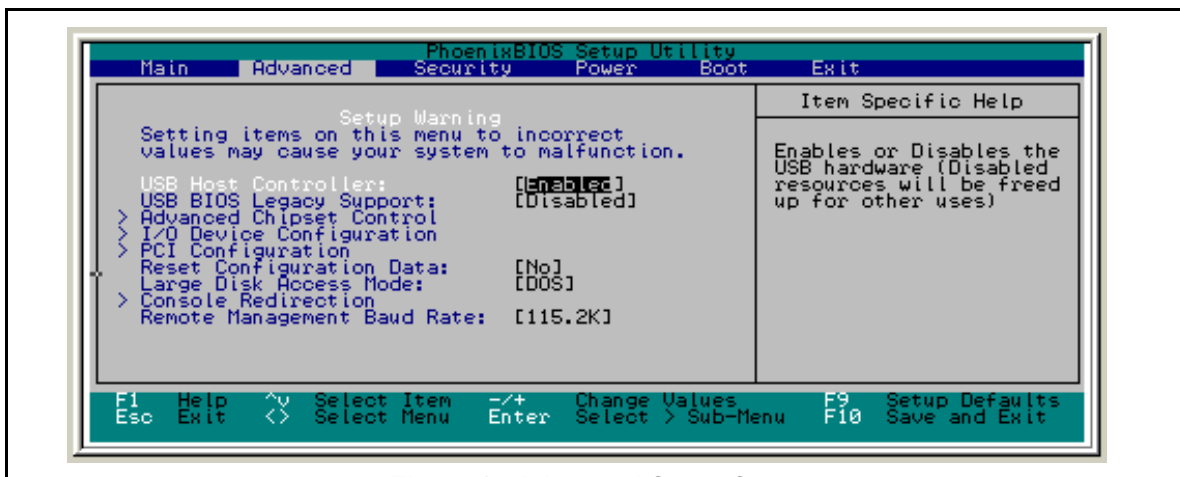 PhoenixBIOS Setup Utility
Main Advanced Security Power Boot Exit
Setup Warning
Setting items on this menu to incorrect
values may cause your system to malfunction.
USB Host Controller: [Enabled]
USB BIOS Legacy Support: [Disabled]
> Advanced Chipset Control
> I/O Device Configuration
> PCI Configuration
Reset Configuration Data: [No]
Large Disk Access Mode: [DOS]
> Console Redirection
Remote Management Baud Rate: [115.2K]
Item Specific Help
Enables or Disables the
USB hardware (Disabled
resources will be freed
up for other uses)
F1 Help ^v Select Item -/+ Change Values F9 Setup Defaults
Esc Exit <> Select Menu Enter Select > Sub-Menu F10 Save and Exit